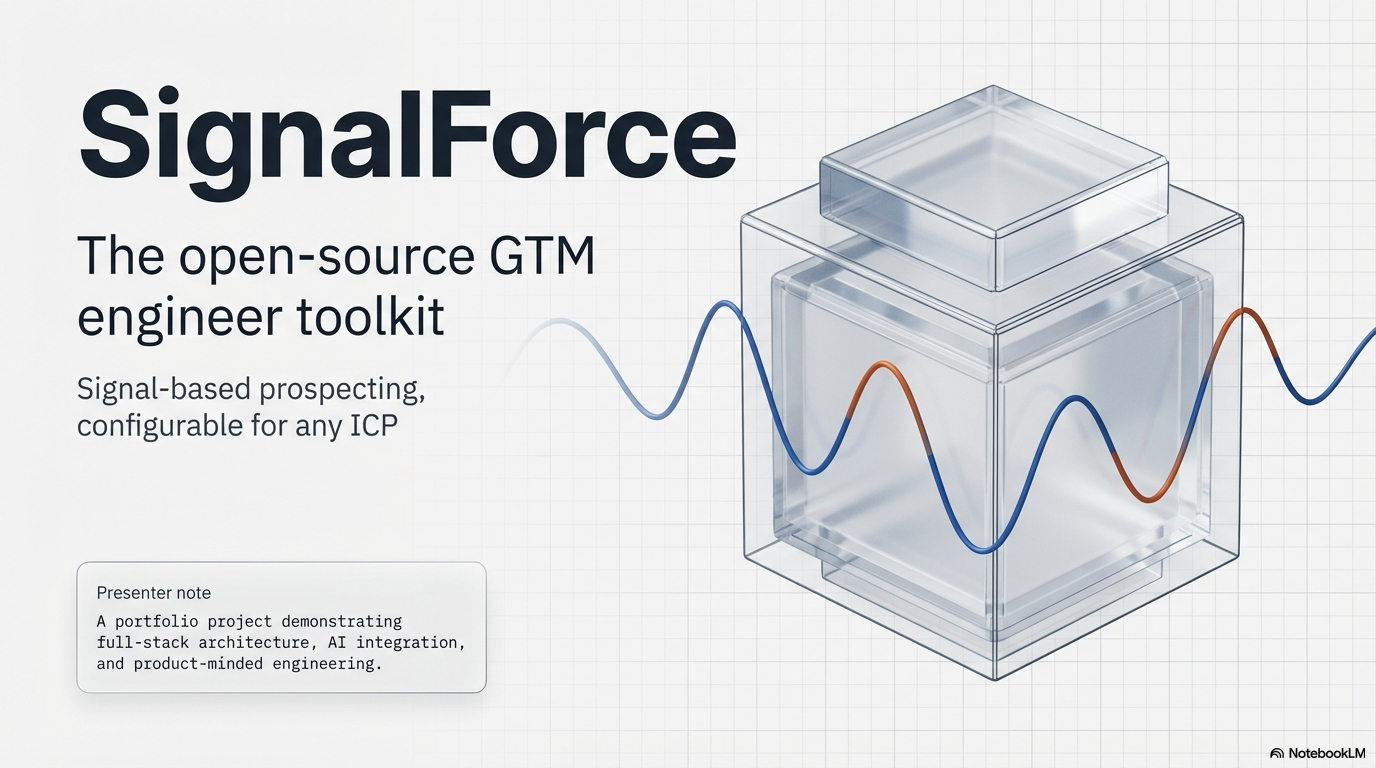 SignalForce
The open-source GTM
engineer toolkit
Signal-based prospecting,
configurable for any ICP
Presenter note
A portfolio project demonstrating
full-stack architecture, AI integration,
and product-minded engineering.
NotebookLM